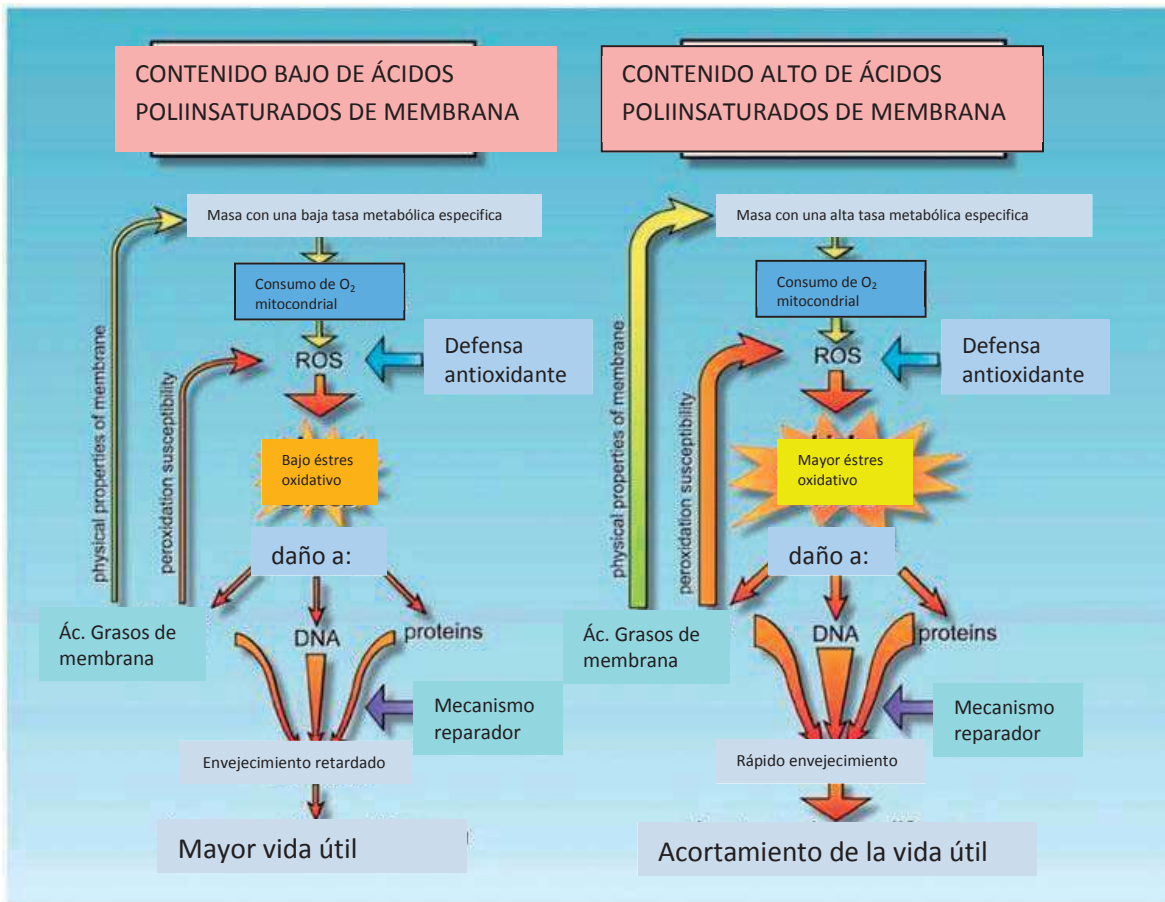 CONTENIDO BAJO DE ÁCIDOS
POLIINSATURADOS DE MEMBRANA
Masa con una baja tasa metabólica especifica
Consumo de O₂
mitocondrial
ROS
Defensa
antioxidante
physical properties of membrane
peroxidation susceptibility
Bajo éstres
oxidativo
daño a:
Ác. Grasos de
membrana
DNA
proteins
Mecanismo
reparador
Envejecimiento retardado
Mayor vida útil
CONTENIDO ALTO DE ÁCIDOS
POLIINSATURADOS DE MEMBRANA
Masa con una alta tasa metabólica especifica
Consumo de O₂
mitocondrial
ROS
Defensa
antioxidante
physical properties of membrane
peroxidation susceptibility
Mayor éstres
oxidativo
daño a:
Ác. Grasos de
membrana
DNA
proteins
Mecanismo
reparador
Rápido envejecimiento
Acortamiento de la vida útil